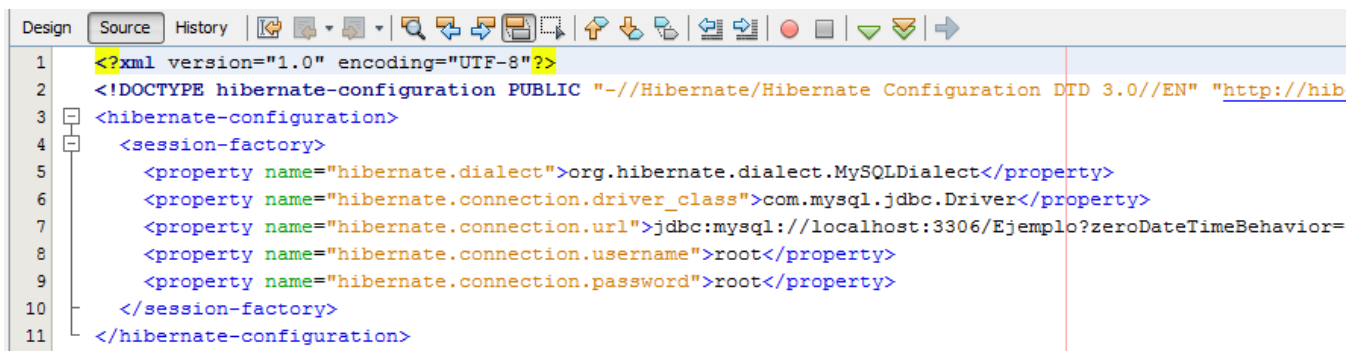 Design Source History
1 <?xml version="1.0" encoding="UTF-8"?>
2 <!DOCTYPE hibernate-configuration PUBLIC "-//Hibernate/Hibernate Configuration DTD 3.0//EN" "http://hib
3 <hibernate-configuration>
4 <session-factory>
5 <property name="hibernate.dialect">org.hibernate.dialect.MySQLDialect</property>
6 <property name="hibernate.connection.driver_class">com.mysql.jdbc.Driver</property>
7 <property name="hibernate.connection.url">jdbc:mysql://localhost:3306/Ejemplo?zeroDateTimeBehavior=
8 <property name="hibernate.connection.username">root</property>
9 <property name="hibernate.connection.password">root</property>
10 </session-factory>
11 </hibernate-configuration>